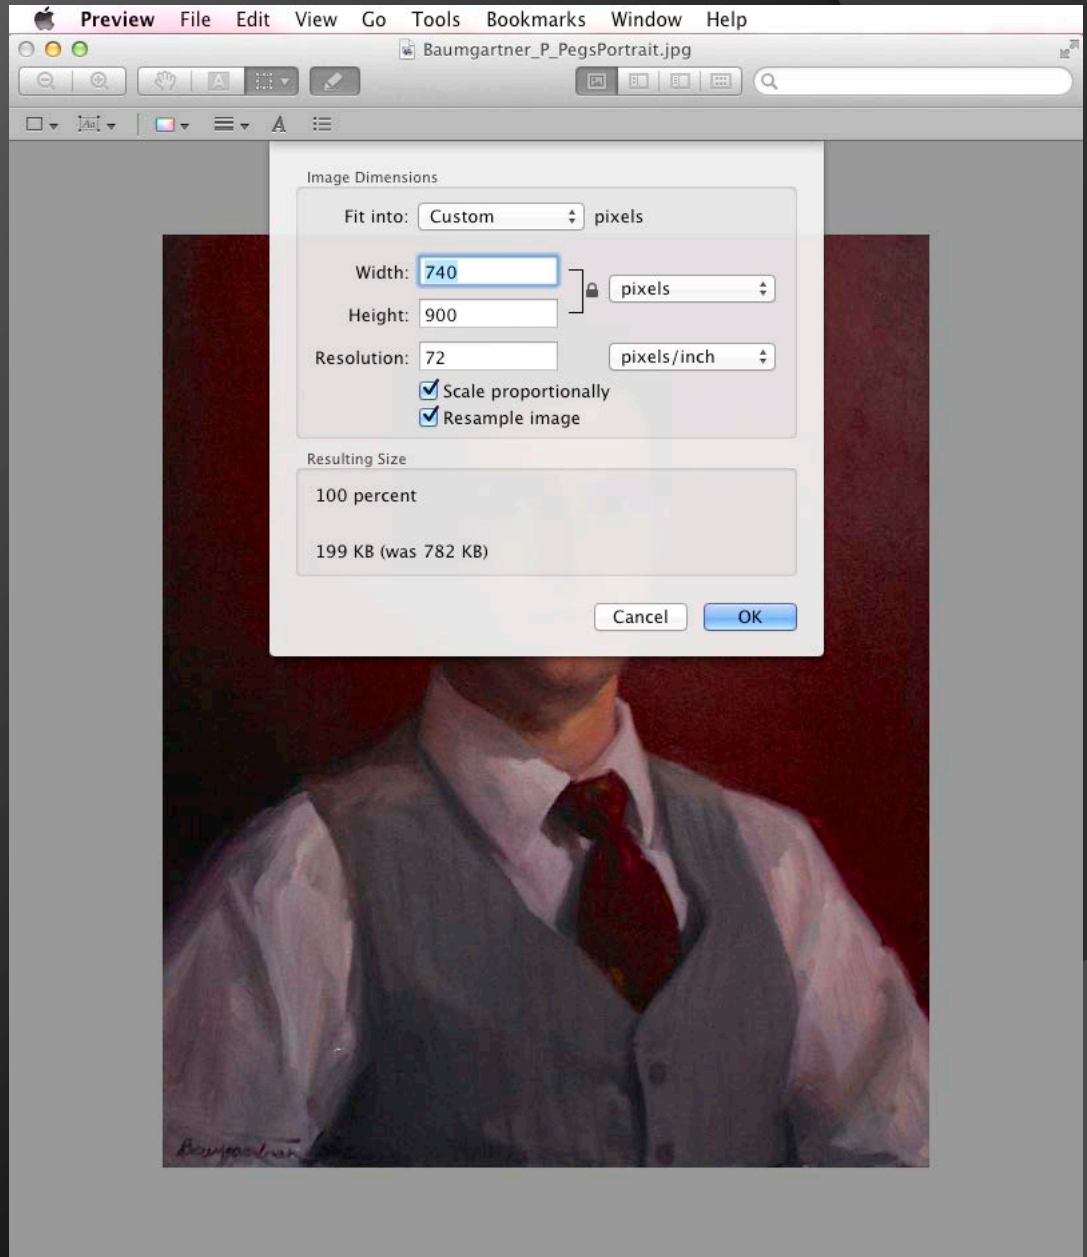 Preview File Edit View Go Tools Bookmarks Window Help
Baumgartner_P_PegsPortrait.jpg
Image Dimensions
Fit into: Custom pixels
Width: 740
pixels
Height: 900
Resolution: 72 pixels/inch
Scale proportionally
Resample image
Resulting Size
100 percent
199 KB (was 782 KB)
Cancel OK
Baumgartner